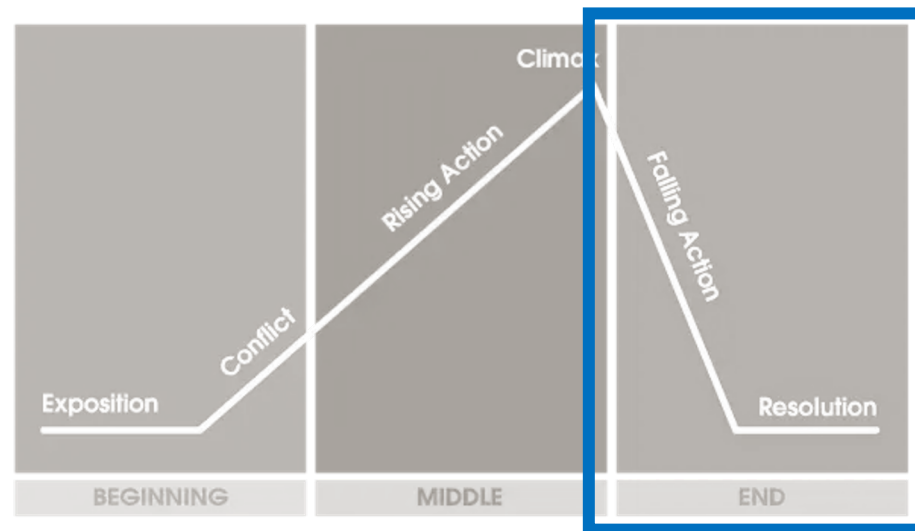 Climax
Rising Action
Falling Action
Conflict
Exposition
Resolution
BEGINNING
MIDDLE
END